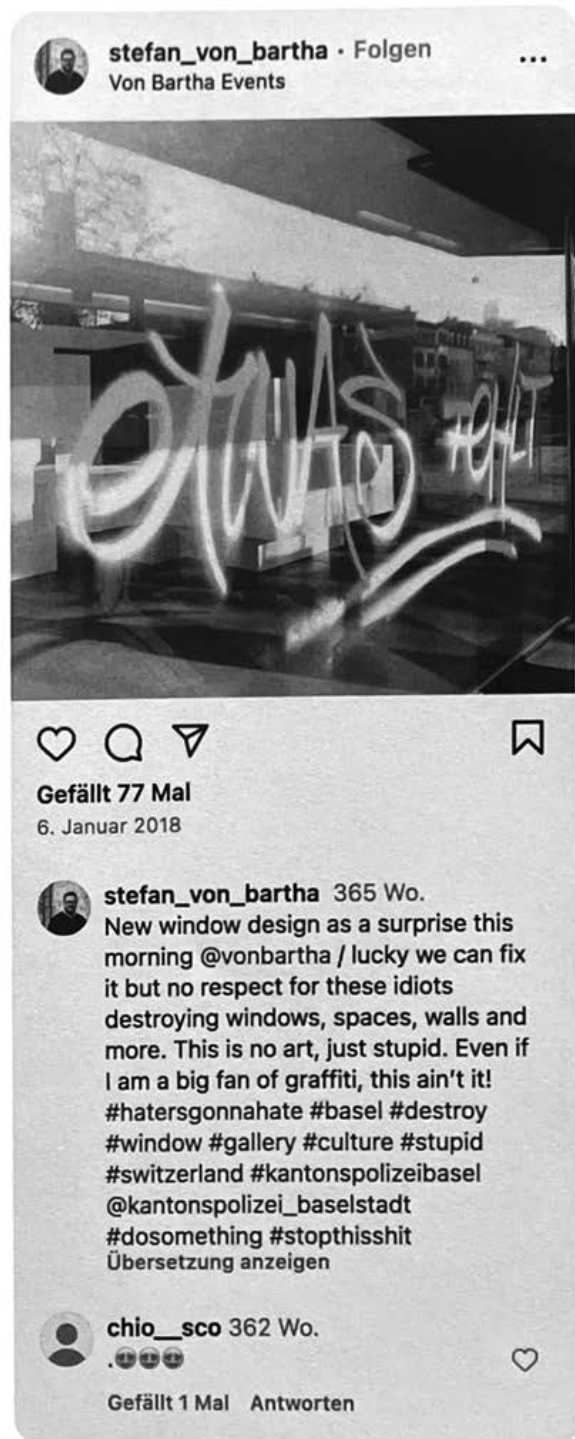 stefan_von_bartha · Folgen
Von Bartha Events
etwAS FeHLT
Gefällt 77 Mal
6. Januar 2018
stefan_von_bartha 365 Wo.
New window design as a surprise this
morning @vonbartha / lucky we can fix
it but no respect for these idiots
destroying windows, spaces, walls and
more. This is no art, just stupid. Even if
I am a big fan of graffiti, this ain't it!
#hatersgonnahate #basel #destroy
#window #gallery #culture #stupid
#switzerland #kantonspolizeibasel
@kantonspolizei_baselstadt
#dosomething #stopthisshit
Übersetzung anzeigen
chio__sco 362 Wo.
.😍😍😍
Gefällt 1 Mal Antworten